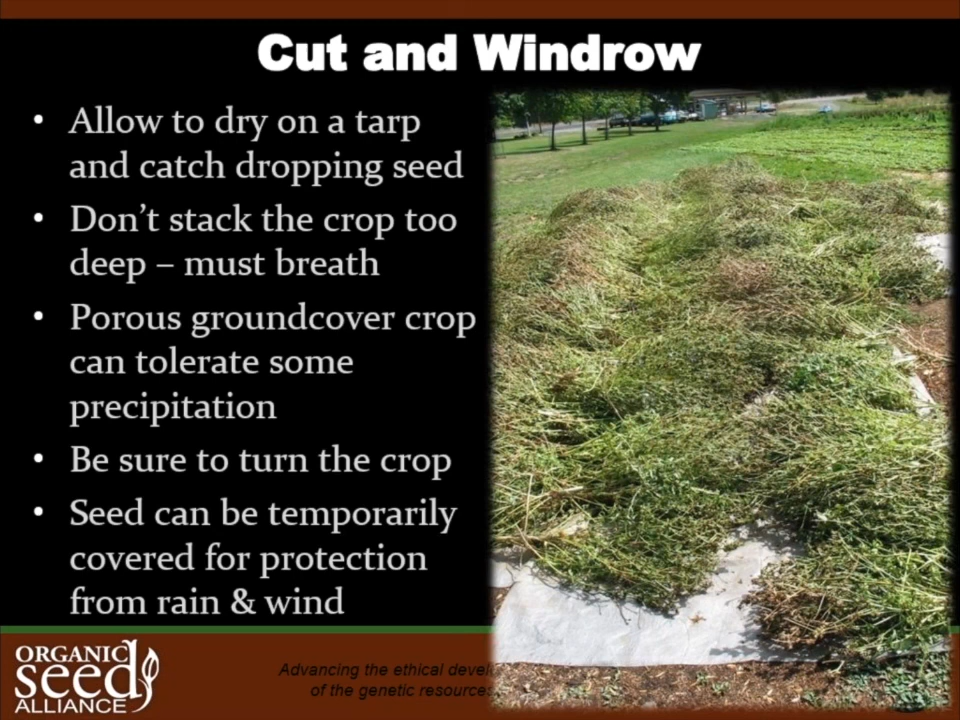 Cut and Windrow
• Allow to dry on a tarp
and catch dropping seed
• Don’t stack the crop too
deep – must breath
• Porous groundcover crop
can tolerate some
precipitation
• Be sure to turn the crop
• Seed can be temporarily
covered for protection
from rain & wind
ORGANIC
seed
ALLIANCE
Advancing the ethical
of the genetic